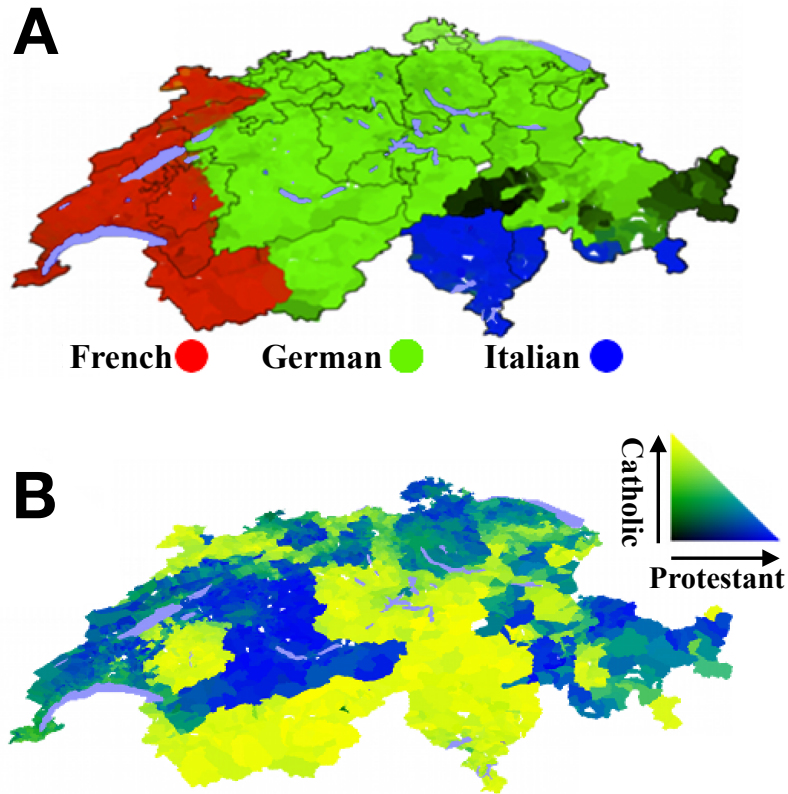 A
French
German
Italian
B
Catholic
Protestant